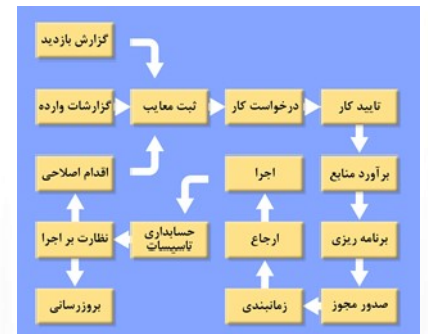 گزارش بازدید
گزارشات وارده
ثبت معایب
درخواست کار
تایید کار
اقدام اصلاحی
اجرا
برآورد منابع
نظارت بر اجرا
حسابداری
تاسیسات
ارجاع
برنامه ریزی
بروزرسانی
زمانبندی
صدور مجوز